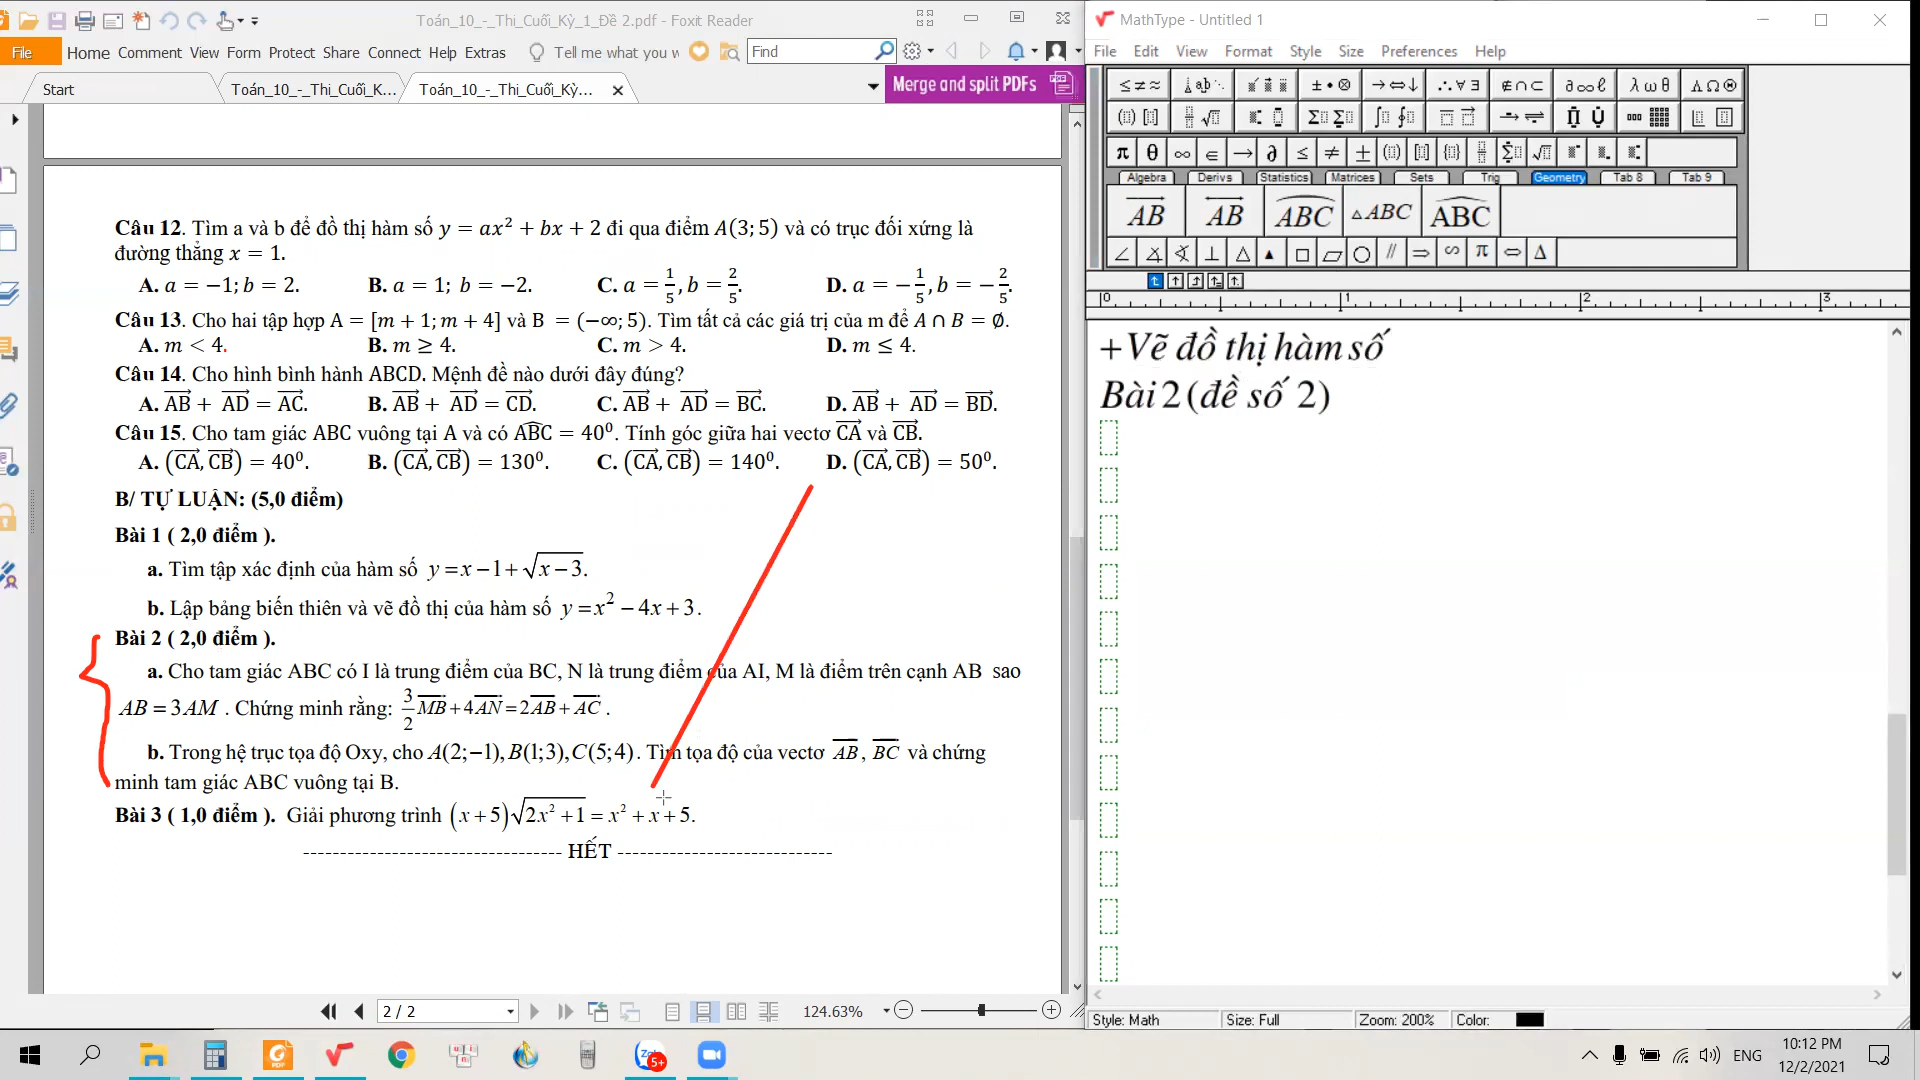 Toán_10_-_Thi_Cuối_Kỳ_1_Đề 2.pdf - Foxit Reader
File Home Comment View Form Protect Share Connect Help Extras Tell me what you w Find
Start Toán_10_-_Thi_Cuối_K... Toán_10_-_Thi_Cuối_Kỳ... Merge and split PDFs
Câu 12. Tìm a và b để đồ thị hàm số y = ax² + bx + 2 đi qua điểm A(3; 5) và có trục đối xứng là
đường thẳng x = 1.
A. a = −1; b = 2. B. a = 1; b = −2. C. a = 1/5, b = 2/5. D. a = −1/5, b = −2/5.
Câu 13. Cho hai tập hợp A = [m + 1; m + 4] và B = (−∞; 5). Tìm tất cả các giá trị của m để A ∩ B = ∅.
A. m < 4. B. m ≥ 4. C. m > 4. D. m ≤ 4.
Câu 14. Cho hình bình hành ABCD. Mệnh đề nào dưới đây đúng?
A. AB⃗ + AD⃗ = AC⃗. B. AB⃗ + AD⃗ = CD⃗. C. AB⃗ + AD⃗ = BC⃗. D. AB⃗ + AD⃗ = BD⃗.
Câu 15. Cho tam giác ABC vuông tại A và có ABC̑ = 40⁰. Tính góc giữa hai vectơ CA⃗ và CB⃗.
A. (CA⃗, CB⃗) = 40⁰. B. (CA⃗, CB⃗) = 130⁰. C. (CA⃗, CB⃗) = 140⁰. D. (CA⃗, CB⃗) = 50⁰.
B/ TỰ LUẬN: (5,0 điểm)
Bài 1 ( 2,0 điểm ).
a. Tìm tập xác định của hàm số y = x − 1 + √(x − 3).
b. Lập bảng biến thiên và vẽ đồ thị của hàm số y = x² − 4x + 3.
Bài 2 ( 2,0 điểm ).
a. Cho tam giác ABC có I là trung điểm của BC, N là trung điểm của AI, M là điểm trên cạnh AB sao
AB = 3AM . Chứng minh rằng: 3/2 MB⃗ + 4AN⃗ = 2AB⃗ + AC⃗ .
b. Trong hệ trục tọa độ Oxy, cho A(2;−1), B(1;3), C(5;4). Tìm tọa độ của vectơ AB⃗, BC⃗ và chứng
minh tam giác ABC vuông tại B.
Bài 3 ( 1,0 điểm ). Giải phương trình (x + 5)√(2x² + 1) = x² + x + 5.
---------------------------------- HẾT ----------------------------
2 / 2 124.63%
MathType - Untitled 1
File Edit View Format Style Size Preferences Help
Algebra Derivs Statistics Matrices Sets Trig Geometry Tab 8 Tab 9
AB AB ABC △ABC ABC
0 1 2 3
+Vẽ đồ thị hàm số
Bài 2 (đề số 2)
Style: Math Size: Full Zoom: 200% Color:
5+ ENG 10:12 PM
12/2/2021